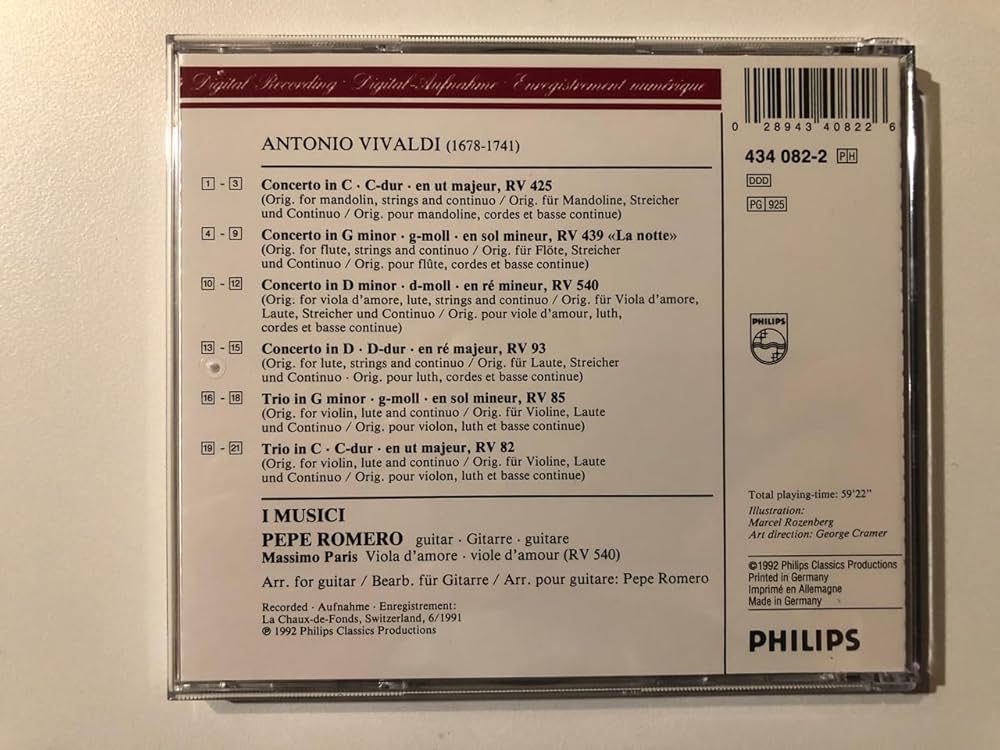 Digital Recording · Digital-Aufnahme · Enregistrement numérique
ANTONIO VIVALDI (1678-1741)
1 - 3 Concerto in C · C-dur · en ut majeur, RV 425
(Orig. for mandolin, strings and continuo / Orig. für Mandoline, Streicher
und Continuo / Orig. pour mandoline, cordes et basse continue)
4 - 9 Concerto in G minor · g-moll · en sol mineur, RV 439 «La notte»
(Orig. for flute, strings and continuo / Orig. für Flöte, Streicher
und Continuo / Orig. pour flûte, cordes et basse continue)
10 - 12 Concerto in D minor · d-moll · en ré mineur, RV 540
(Orig. for viola d'amore, lute, strings and continuo / Orig. für Viola d'amore,
Laute, Streicher und Continuo / Orig. pour viole d'amour, luth,
cordes et basse continue)
13 - 15 Concerto in D · D-dur · en ré majeur, RV 93
(Orig. for lute, strings and continuo / Orig. für Laute, Streicher
und Continuo · Orig. pour luth, cordes et basse continue)
16 - 18 Trio in G minor · g-moll · en sol mineur, RV 85
(Orig. for violin, lute and continuo / Orig. für Violine, Laute
und Continuo / Orig. pour violon, luth et basse continue)
19 - 21 Trio in C · C-dur · en ut majeur, RV 82
(Orig. for violin, lute and continuo / Orig. für Violine, Laute
und Continuo / Orig. pour violon, luth et basse continue)
I MUSICI
PEPE ROMERO guitar · Gitarre · guitare
Massimo Paris Viola d'amore · viole d'amour (RV 540)
Arr. for guitar / Bearb. für Gitarre / Arr. pour guitare: Pepe Romero
Recorded · Aufnahme · Enregistrement:
La Chaux-de-Fonds, Switzerland, 6/1991
℗ 1992 Philips Classics Productions
0 28943 40822 6
434 082-2 PH
DDD
PG 925
PHILIPS
Total playing-time: 59'22"
Illustration:
Marcel Rozenberg
Art direction: George Cramer
©1992 Philips Classics Productions
Printed in Germany
Imprimé en Allemagne
Made in Germany
PHILIPS